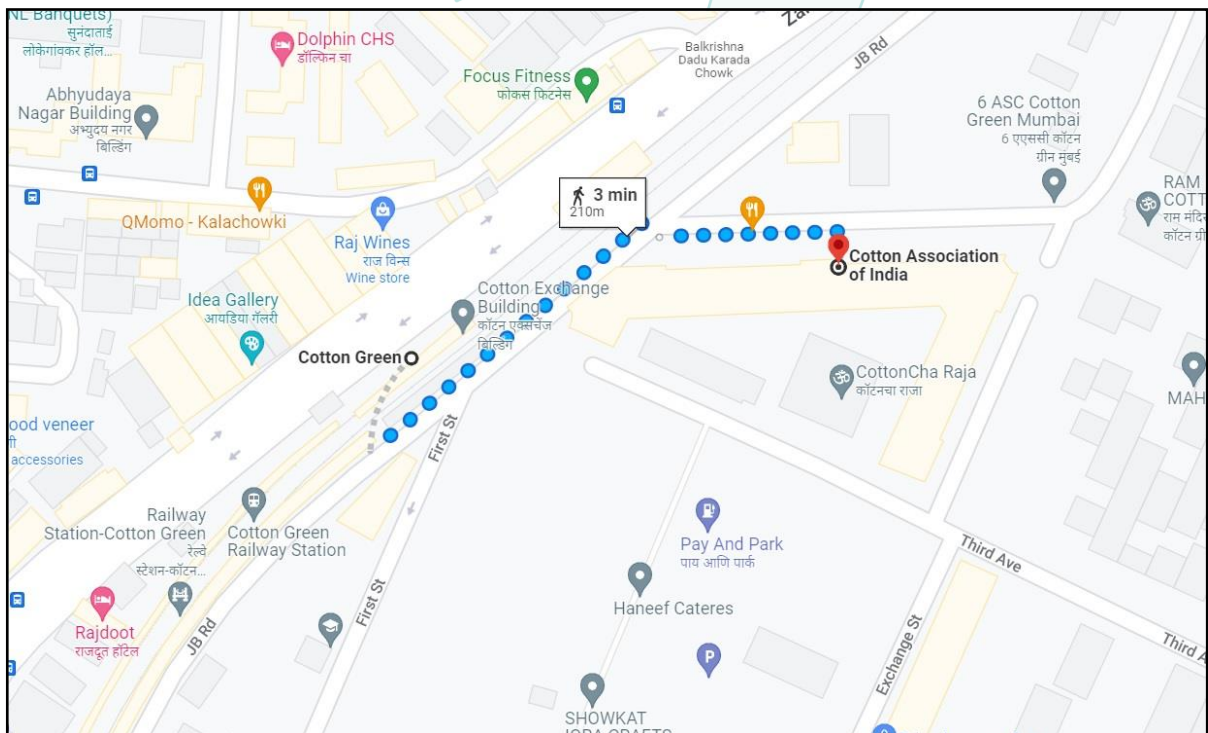 NL Banquets)
सुनंदाताई
लोकेगांवकर हॉल...
Dolphin CHS
डॉल्फिन चा
Focus Fitness
फोकस फिटनेस
Balkrishna
Dadu Karada
Chowk
JB Rd
Abhyudaya
Nagar Building
अभ्युदय नगर
बिल्डिंग
6 ASC Cotton
Green Mumbai
6 एएससी कॉटन
ग्रीन मुंबई
RAM
COTT
राम मंदिर
कॉटन ग्री
3 min
210m
QMomo - Kalachowki
Raj Wines
राज विन्स
Wine store
Cotton Association
of India
Idea Gallery
आयडिया गॅलरी
Cotton Exchange
Building
कॉटन एक्सचेंज
बिल्डिंग
Cotton Green
CottonCha Raja
कॉटनचा राजा
MAH
ood veneer
accessories
First St
Railway
Station-Cotton Green
रेल्वे
स्टेशन-कॉटन...
Cotton Green
Railway Station
Pay And Park
पाय आणि पार्क
Third Ave
Haneef Cateres
First St
Rajdoot
राजदूत हॉटेल
JB Rd
P
Exchange St
Third A
SHOWKAT